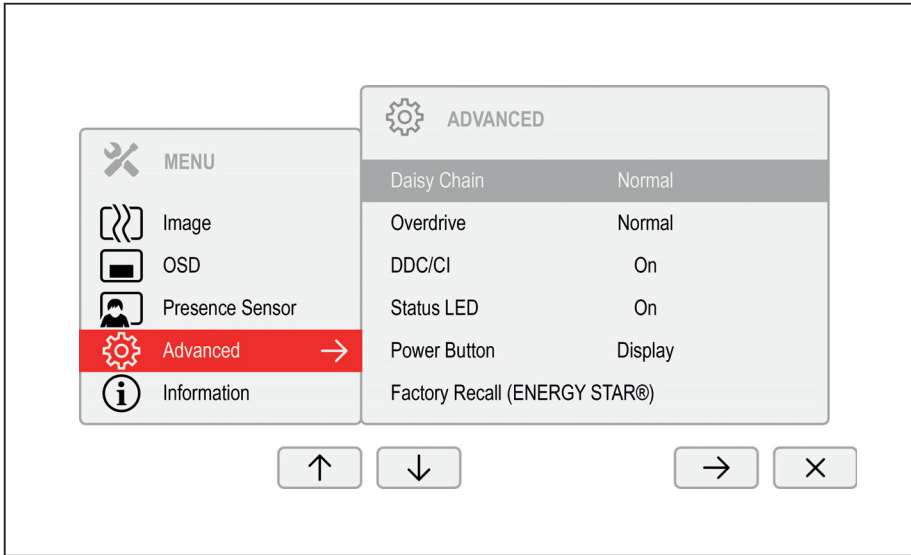 MENU
Image
OSD
Presence Sensor
Advanced
Information
ADVANCED
Daisy Chain Normal
Overdrive Normal
DDC/CI On
Status LED On
Power Button Display
Factory Recall (ENERGY STAR®)